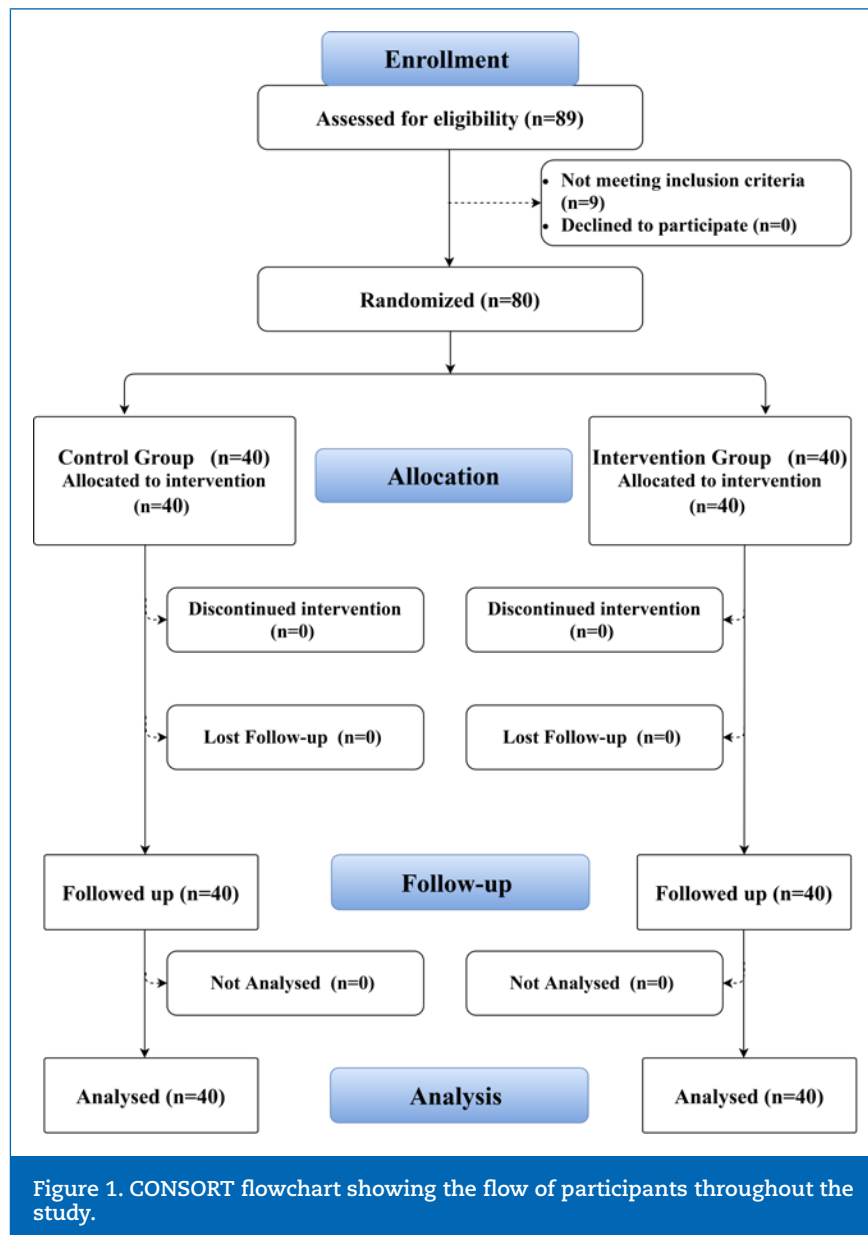 Enrollment
Assessed for eligibility (n=89)
• Not meeting inclusion criteria
(n=9)
• Declined to participate (n=0)
Randomized (n=80)
Control Group (n=40)
Allocated to intervention
(n=40)
Allocation
Intervention Group (n=40)
Allocated to intervention
(n=40)
Discontinued intervention
(n=0)
Discontinued intervention
(n=0)
Lost Follow-up (n=0)
Lost Follow-up (n=0)
Followed up (n=40)
Follow-up
Followed up (n=40)
Not Analysed (n=0)
Not Analysed (n=0)
Analysed (n=40)
Analysis
Analysed (n=40)
Figure 1. CONSORT flowchart showing the flow of participants throughout the
study.